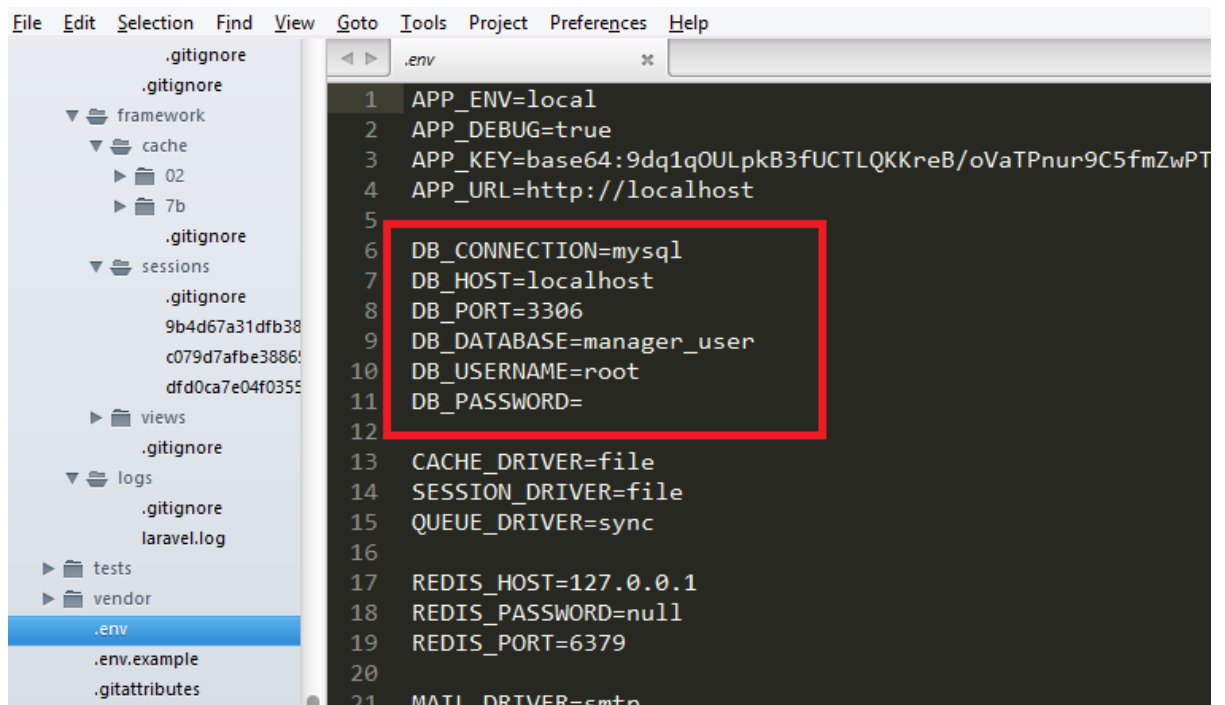 File Edit Selection Find View Goto Tools Project Preferences Help
.gitignore
.gitignore
framework
cache
02
7b
.gitignore
sessions
.gitignore
9b4d67a31dfb38
c079d7afbe3886
dfd0ca7e04f0355
views
.gitignore
logs
.gitignore
laravel.log
tests
vendor
.env
.env.example
.gitattributes
.env
1 APP_ENV=local
2 APP_DEBUG=true
3 APP_KEY=base64:9dq1qOULpkB3fUCTLQKKreB/oVaTPnur9C5fmZwPT
4 APP_URL=http://localhost
5
6 DB_CONNECTION=mysql
7 DB_HOST=localhost
8 DB_PORT=3306
9 DB_DATABASE=manager_user
10 DB_USERNAME=root
11 DB_PASSWORD=
12
13 CACHE_DRIVER=file
14 SESSION_DRIVER=file
15 QUEUE_DRIVER=sync
16
17 REDIS_HOST=127.0.0.1
18 REDIS_PASSWORD=null
19 REDIS_PORT=6379
20
21 MAIL_DRIVER=smtp